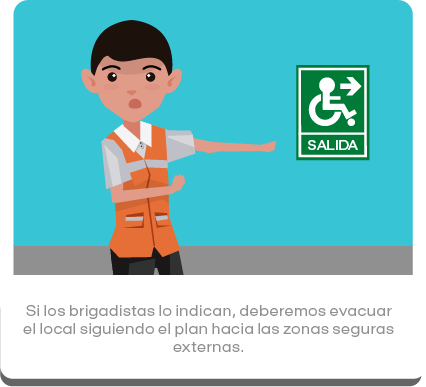 SALIDA
Si los brigadistas lo indican, deberemos evacuar
el local siguiendo el plan hacia las zonas seguras
externas.